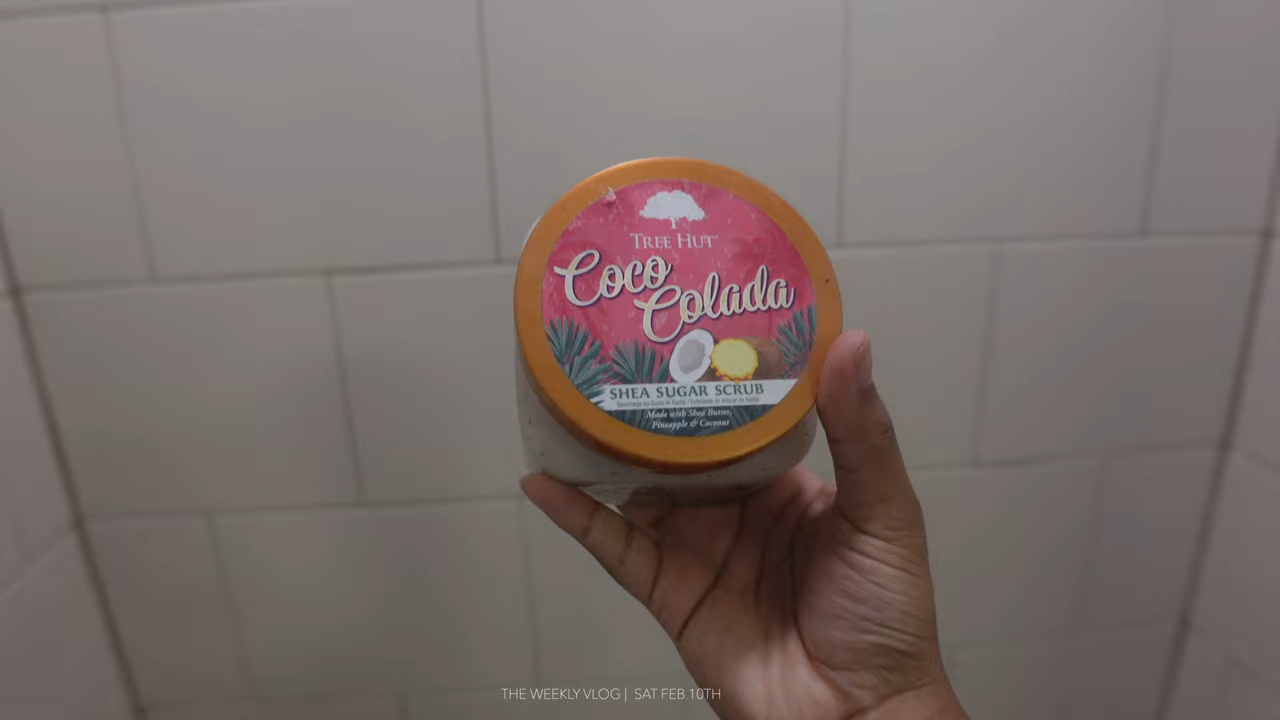 TREE HUT
Coco
Colada
SHEA SUGAR SCRUB
Made with Shea Butter,
Pineapple & Coconut
THE WEEKLY VLOG | SAT FEB.10TH